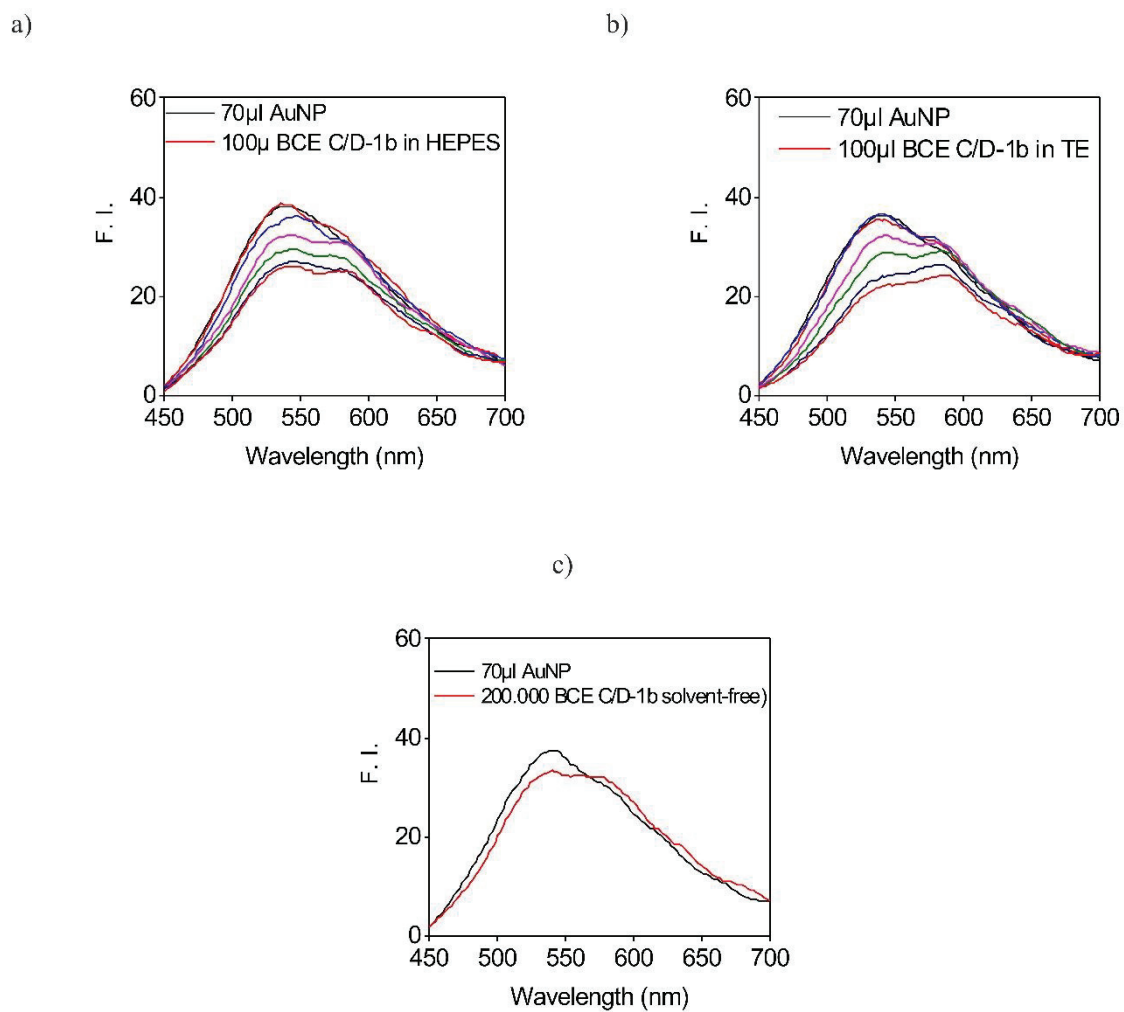 a)
60
40
20
0
F. I.
70µl AuNP
100µ BCE C/D-1b in HEPES
450 500 550 600 650 700
Wavelength (nm)
b)
60
40
20
0
F. I.
70µl AuNP
100µl BCE C/D-1b in TE
450 500 550 600 650 700
Wavelength (nm)
c)
60
40
20
0
F. I.
70µl AuNP
200.000 BCE C/D-1b solvent-free)
450 500 550 600 650 700
Wavelength (nm)